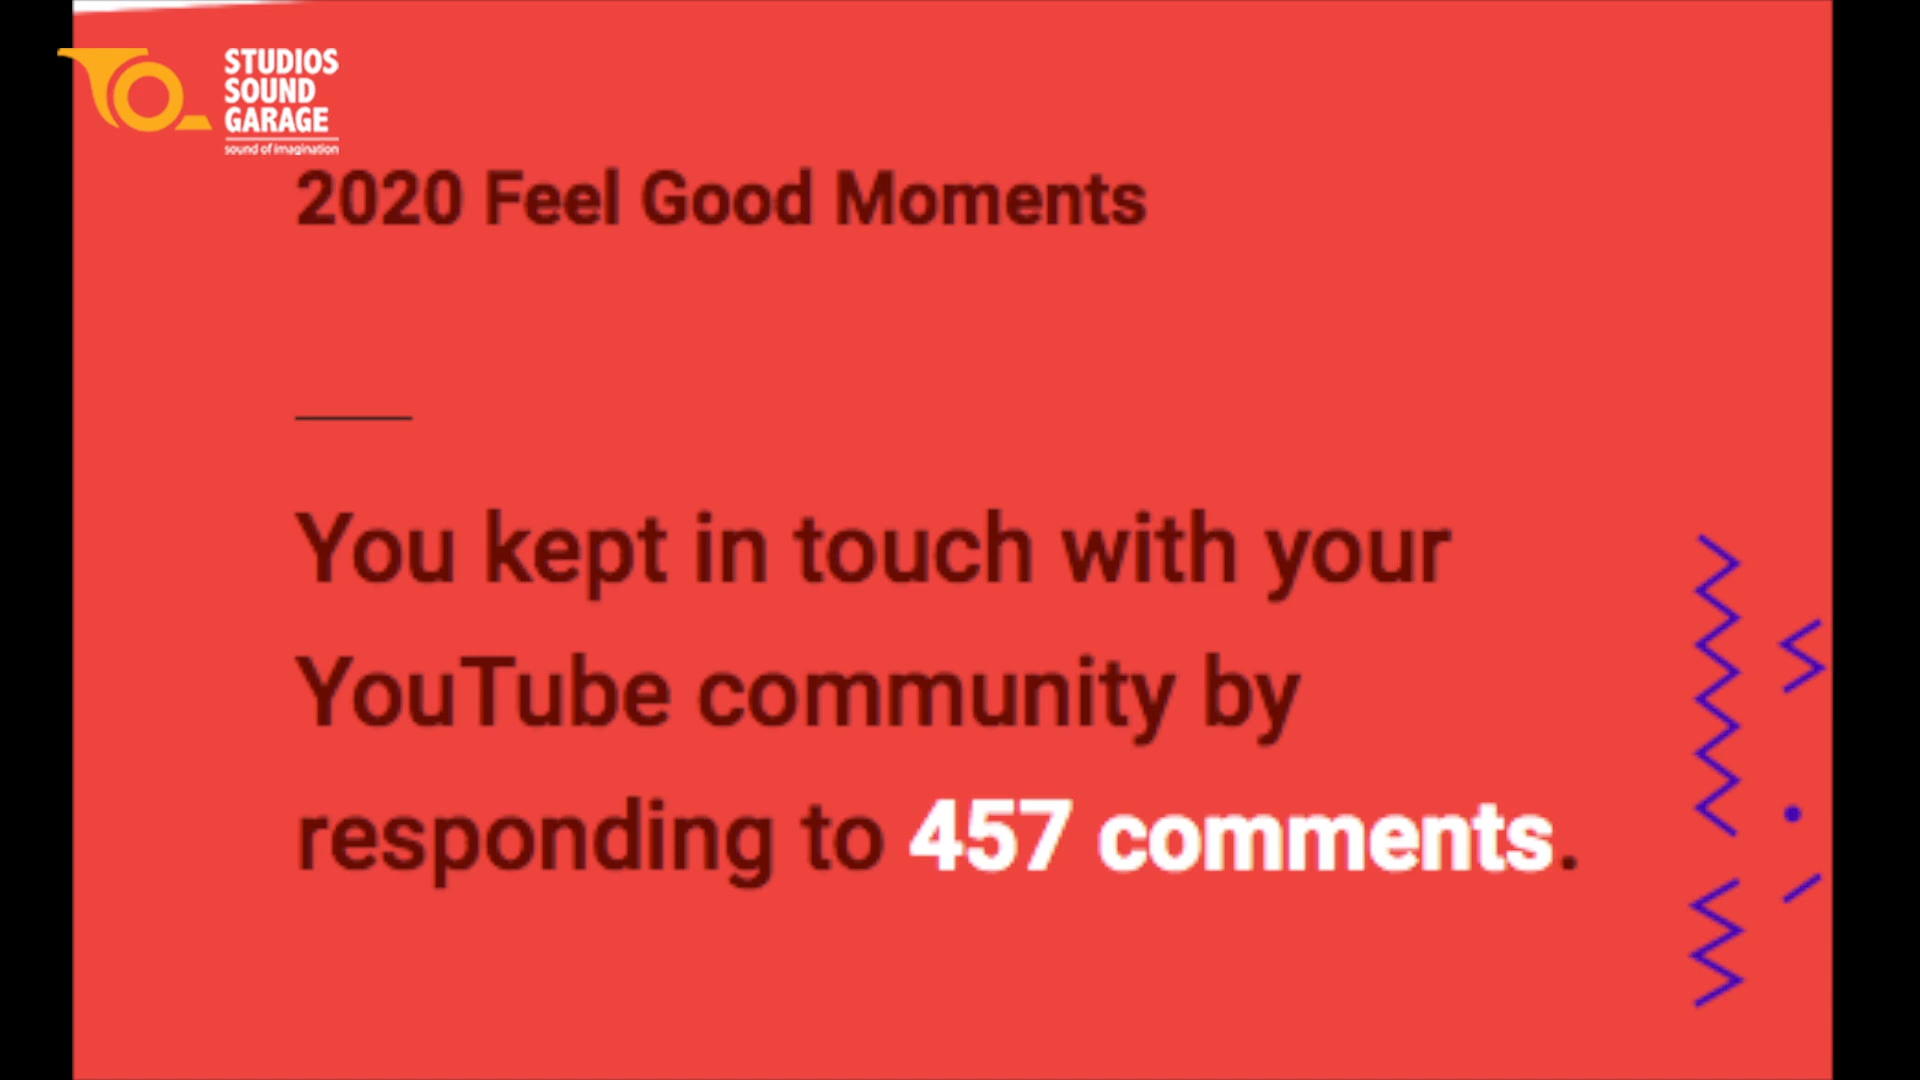 STUDIOS
SOUND
GARAGE
sound of imagination
2020 Feel Good Moments
You kept in touch with your
YouTube community by
responding to 457 comments.